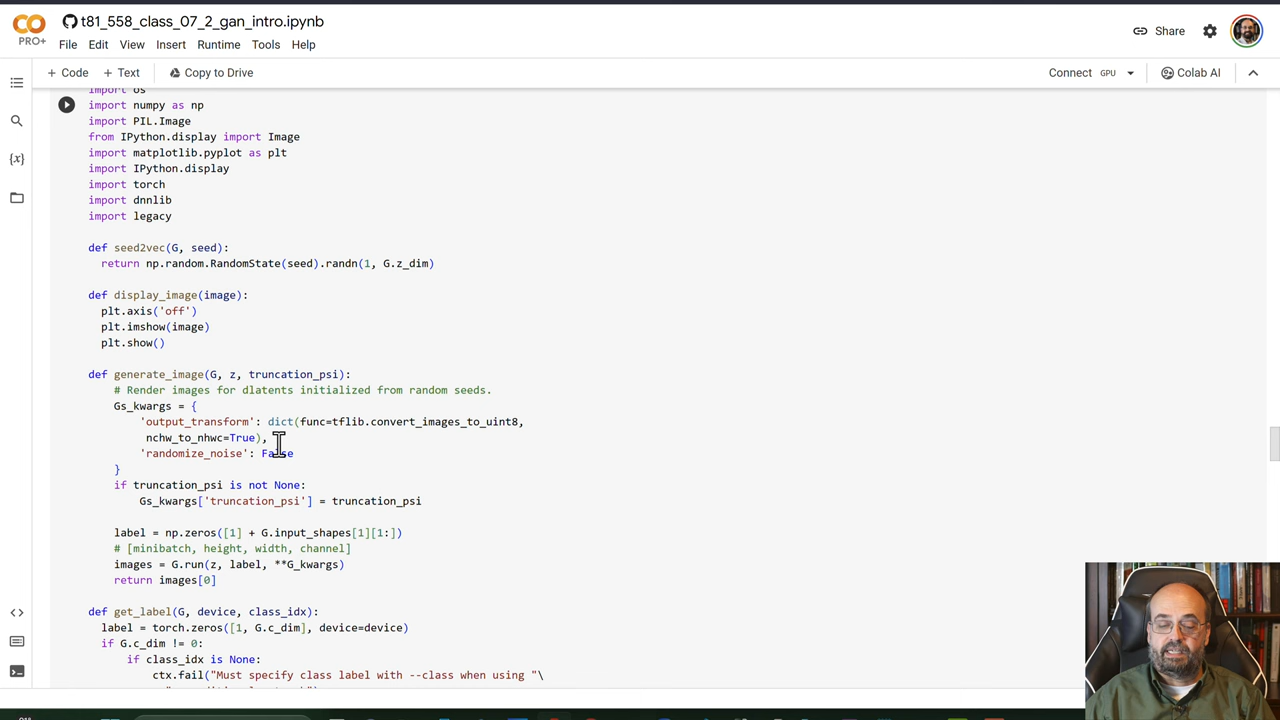 t81_558_class_07_2_gan_intro.ipynb
PRO+
File Edit View Insert Runtime Tools Help
Share
+ Code + Text Copy to Drive
Connect GPU
Colab AI
import os
import numpy as np
import PIL.Image
from IPython.display import Image
import matplotlib.pyplot as plt
import IPython.display
import torch
import dnnlib
import legacy
def seed2vec(G, seed):
return np.random.RandomState(seed).randn(1, G.z_dim)
def display_image(image):
plt.axis('off')
plt.imshow(image)
plt.show()
def generate_image(G, z, truncation_psi):
# Render images for dlatents initialized from random seeds.
Gs_kwargs = {
'output_transform': dict(func=tflib.convert_images_to_uint8,
nchw_to_nhwc=True),
'randomize_noise': False
}
if truncation_psi is not None:
Gs_kwargs['truncation_psi'] = truncation_psi
label = np.zeros([1] + G.input_shapes[1][1:])
# [minibatch, height, width, channel]
images = G.run(z, label, **G_kwargs)
return images[0]
def get_label(G, device, class_idx):
label = torch.zeros([1, G.c_dim], device=device)
if G.c_dim != 0:
if class_idx is None:
ctx.fail("Must specify class label with --class when using "\